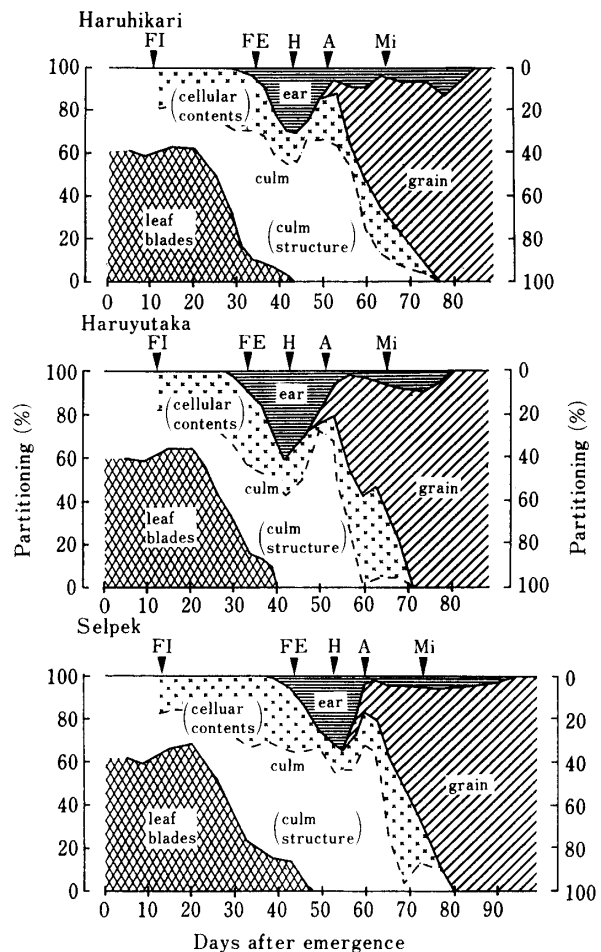 Haruhikari
FI FE H A Mi
100 0
80 (cellular contents) ear 20
60 40
culm
grain
40 leaf blades (culm structure) 60
20 80
0 100
0 10 20 30 40 50 60 70 80
Haruyutaka
FI FE H A Mi
100 0
80 (cellular contents) ear 20
60 40
culm
grain
40 leaf blades (culm structure) 60
20 80
0 100
0 10 20 30 40 50 60 70 80
Partitioning (%)
Partitioning (%)
Selpek
FI FE H A Mi
100 0
80 (celluar contents) ear 20
60 culm 40
grain
40 leaf blades (culm structure) 60
20 80
0 100
0 10 20 30 40 50 60 70 80 90
Days after emergence